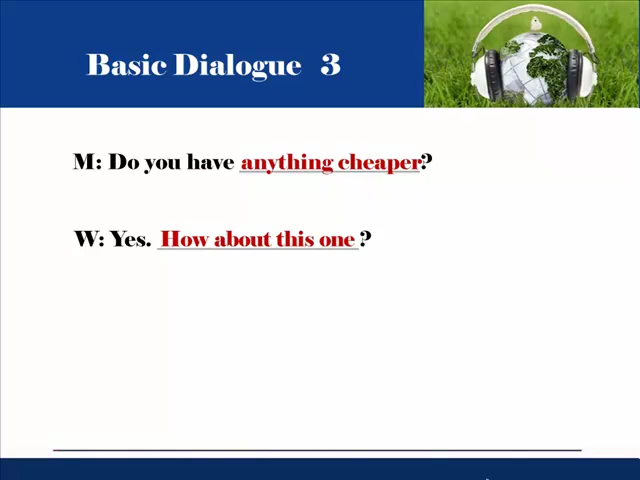 Basic Dialogue 3
M: Do you have anything cheaper?
W: Yes. How about this one?